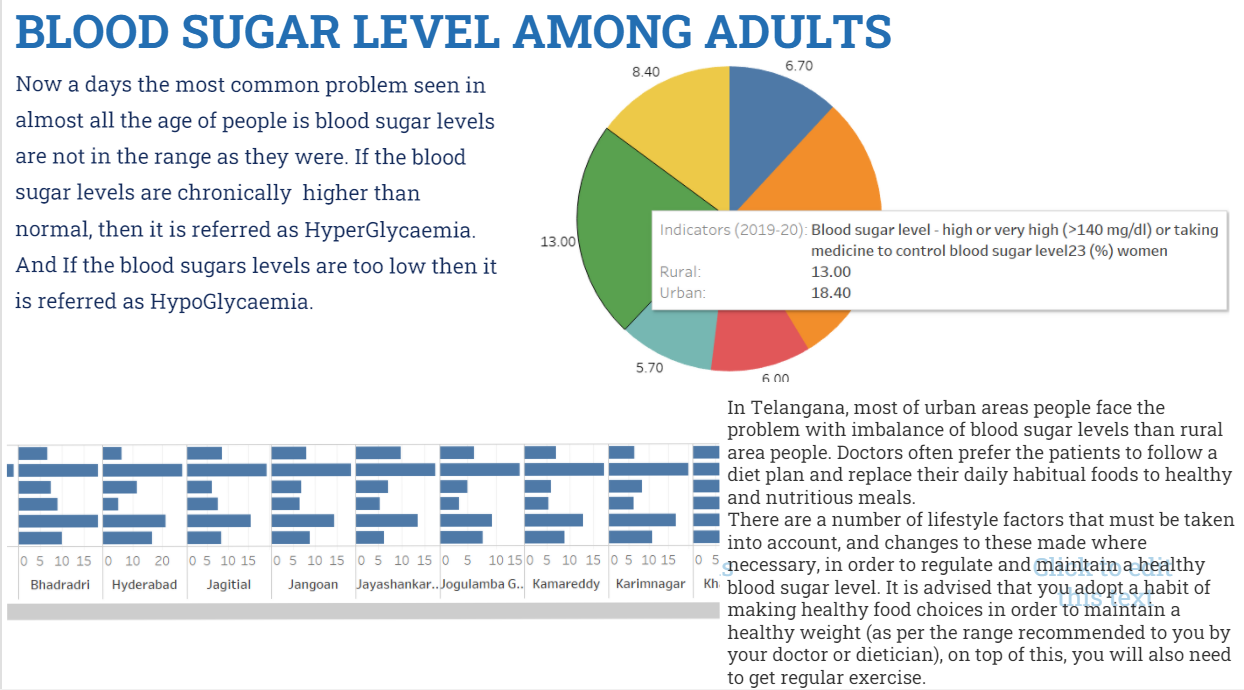 BLOOD SUGAR LEVEL AMONG ADULTS
Now a days the most common problem seen in
almost all the age of people is blood sugar levels
are not in the range as they were. If the blood
sugar levels are chronically higher than
normal, then it is referred as HyperGlycaemia.
And If the blood sugars levels are too low then it
is referred as HypoGlycaemia.
8.40
6.70
13.00
5.70
6.00
Indicators (2019-20): Blood sugar level - high or very high (>140 mg/dl) or taking
medicine to control blood sugar level23 (%) women
Rural: 13.00
Urban: 18.40
0 5 10 15 0 10 20 0 5 10 15 0 5 10 15 0 5 10 15 0 5 10 15 0 5 10 15 0 5 10 15 0 5
Bhadradri Hyderabad Jagitial Jangoan Jayashankar.. Jogulamba G.. Kamareddy Karimnagar Kh
In Telangana, most of urban areas people face the
problem with imbalance of blood sugar levels than rural
area people. Doctors often prefer the patients to follow a
diet plan and replace their daily habitual foods to healthy
and nutritious meals.
There are a number of lifestyle factors that must be taken
into account, and changes to these made where
necessary, in order to regulate and maintain a healthy
blood sugar level. It is advised that you adopt a habit of
making healthy food choices in order to maintain a
healthy weight (as per the range recommended to you by
your doctor or dietician), on top of this, you will also need
to get regular exercise.
s
Click to edit
this text